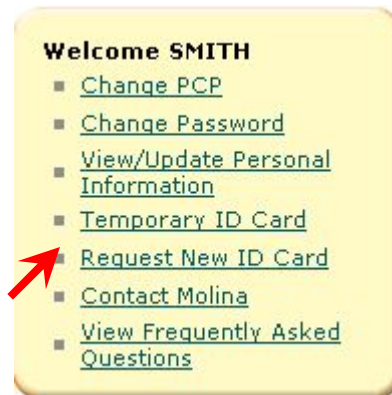 Welcome SMITH
Change PCP
Change Password
View/Update Personal
Information
Temporary ID Card
Request New ID Card
Contact Molina
View Frequently Asked
Questions